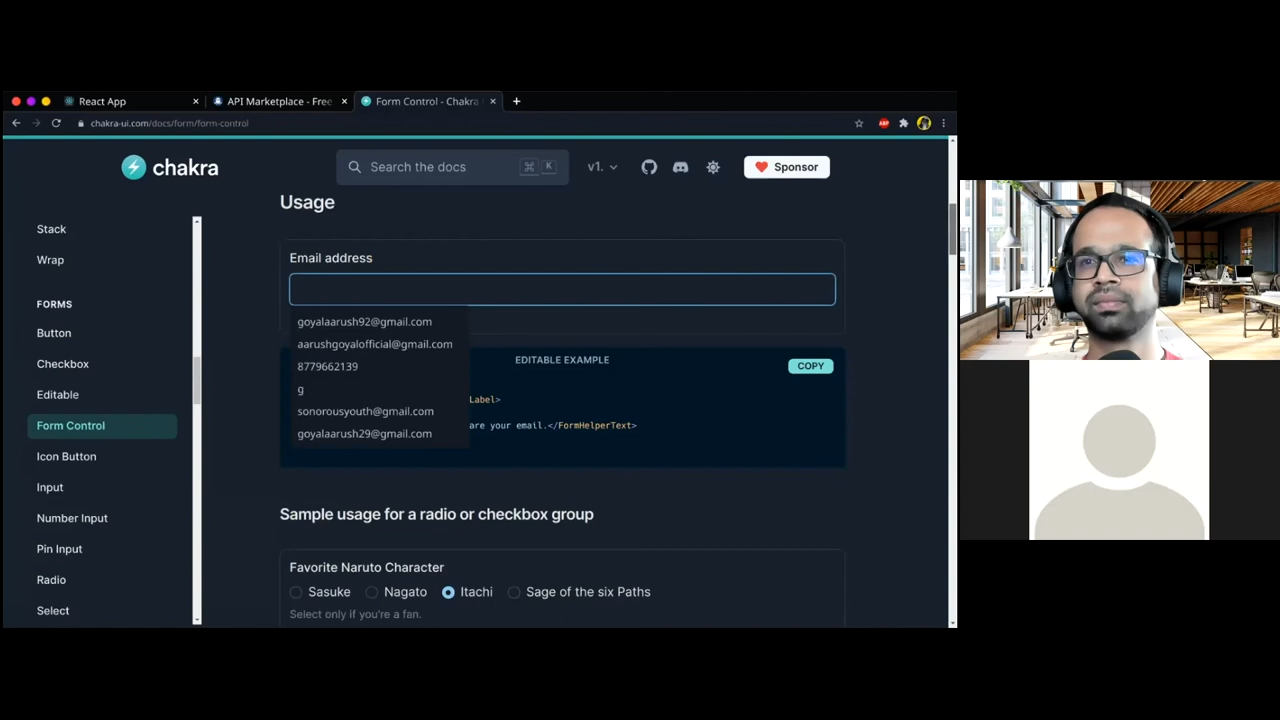 React App
API Marketplace - Free
Form Control - Chakra
chakra-ui.com/docs/form/form-control
ABP
chakra
Search the docs
⌘ K
v1.
Sponsor
Stack
Wrap
FORMS
Button
Checkbox
Editable
Form Control
Icon Button
Input
Number Input
Pin Input
Radio
Select
Usage
Email address
goyalaarush92@gmail.com
aarushgoyalofficial@gmail.com
8779662139
g
sonorousyouth@gmail.com
goyalaarush29@gmail.com
EDITABLE EXAMPLE
COPY
Label>
are your email.</FormHelperText>
Sample usage for a radio or checkbox group
Favorite Naruto Character
Sasuke Nagato Itachi Sage of the six Paths
Select only if you're a fan.